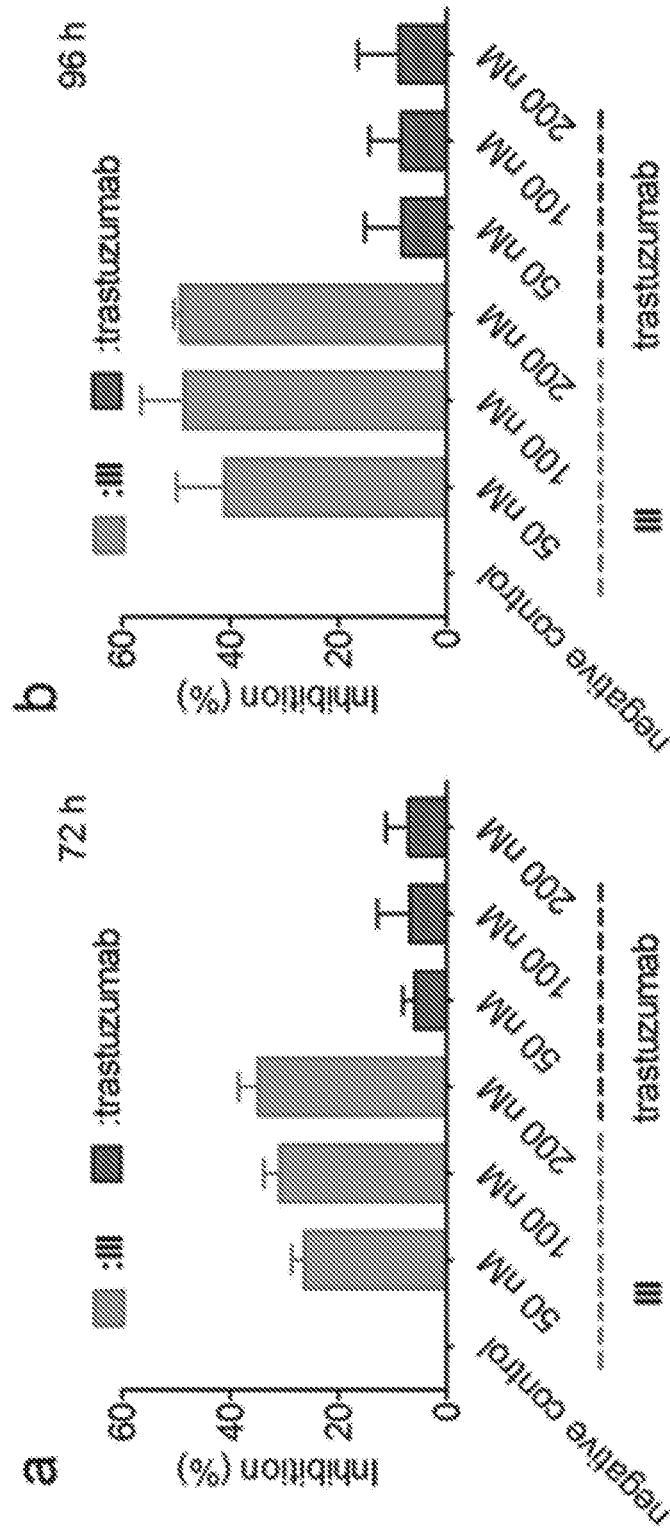 a
72 h
:III
:trastuzumab
Inhibition (%)
60
40
20
0
negative control
50 nM
100 nM
200 nM
50 nM
100 nM
200 nM
III
trastuzumab
b
96 h
:III
:trastuzumab
Inhibition (%)
60
40
20
0
negative control
50 nM
100 nM
200 nM
50 nM
100 nM
200 nM
III
trastuzumab